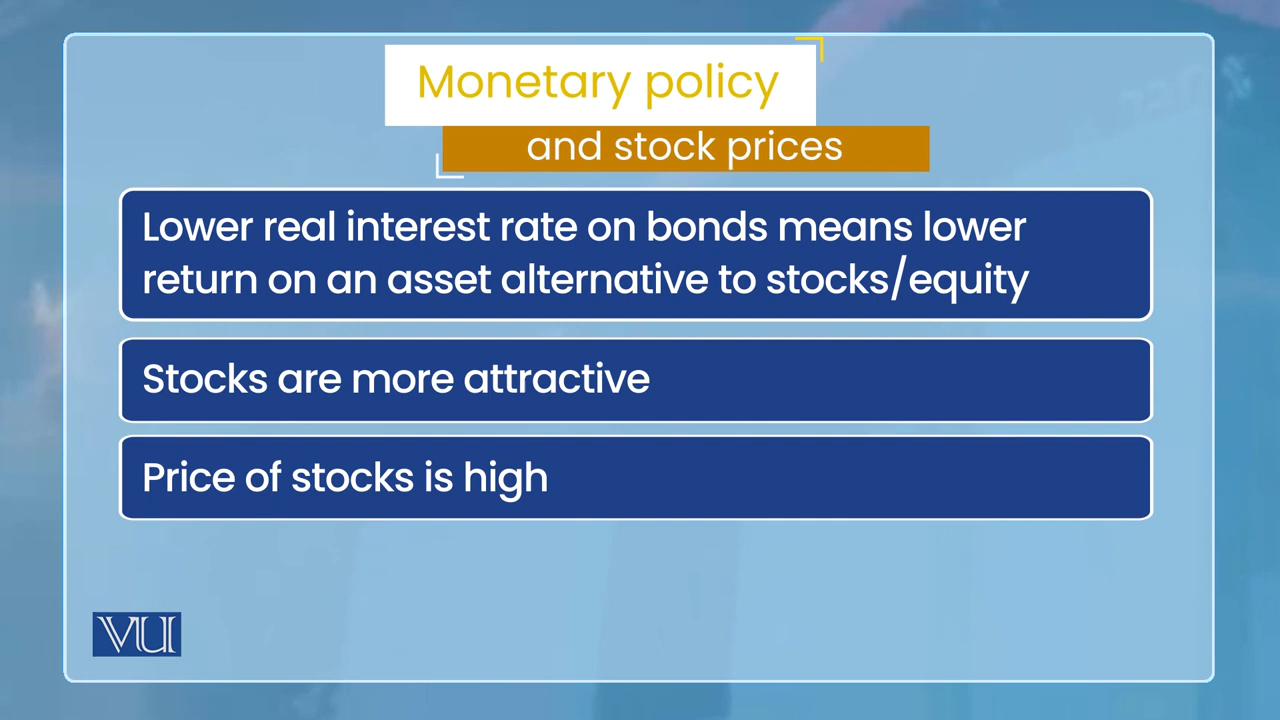 Monetary policy
and stock prices
Lower real interest rate on bonds means lower
return on an asset alternative to stocks/equity
Stocks are more attractive
Price of stocks is high
VU